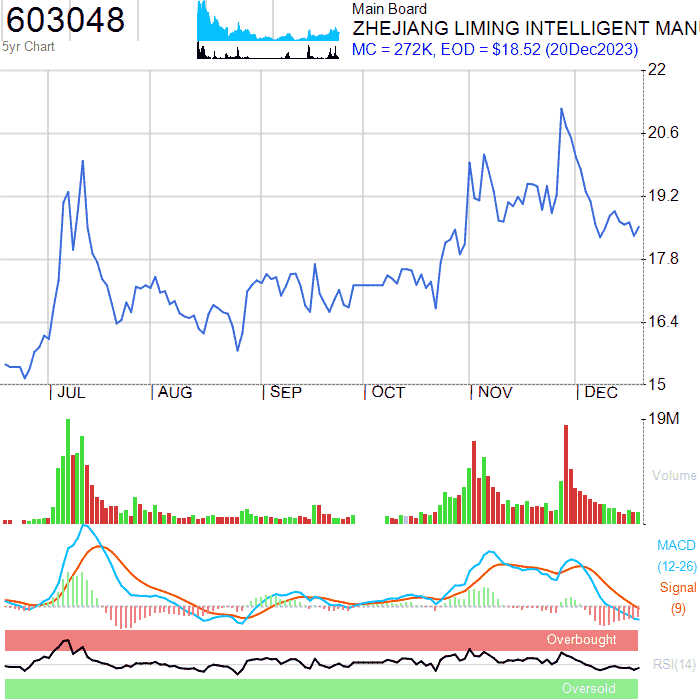 603048
5yr Chart
Main Board
ZHEJIANG LIMING INTELLIGENT MANU
MC = 272K, EOD = $18.52 (20Dec2023)
22
20.6
19.2
17.8
16.4
15
JUL AUG SEP OCT NOV DEC
19M
Volume
MACD
(12-26)
Signal
(9)
Overbought
RSI(14)
Oversold